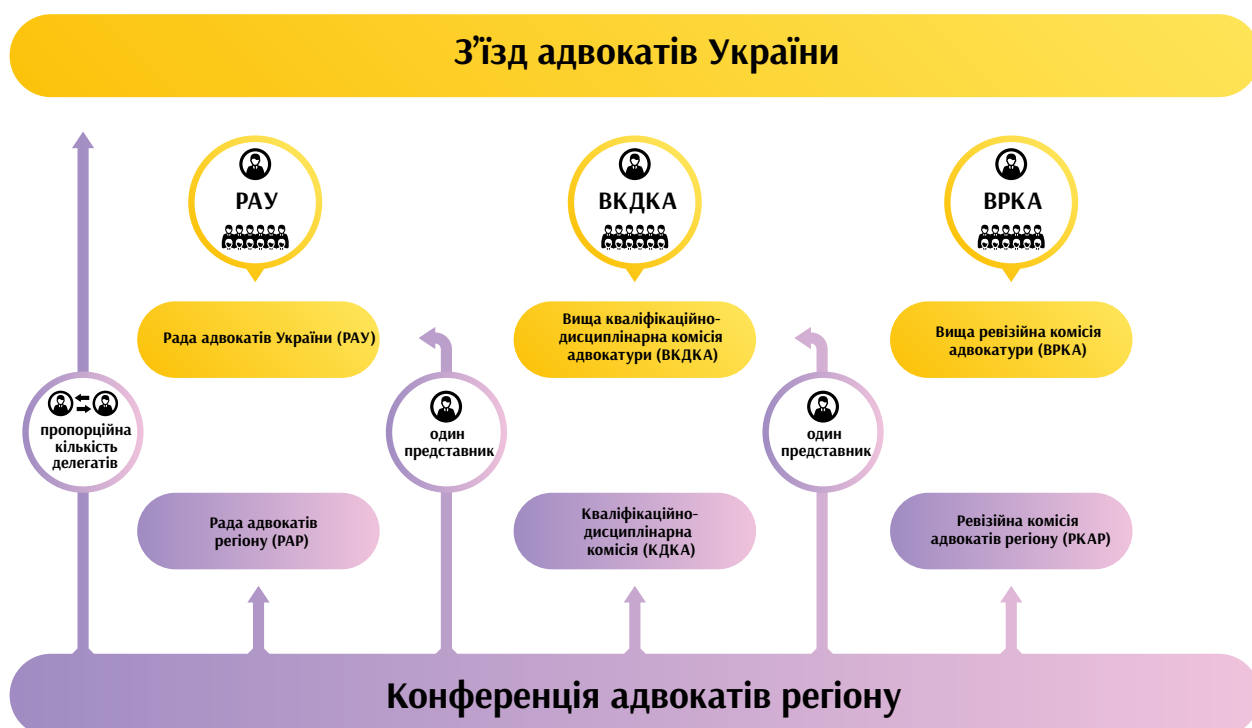 З’їзд адвокатів України
РАУ
ВКДКА
ВРКА
Рада адвокатів України (РАУ)
Вища кваліфікаційно-
дисциплінарна комісія
адвокатури (ВКДКА)
Вища ревізійна комісія
адвокатури (ВРКА)
пропорційна
кількість
делегатів
один
представник
один
представник
Рада адвокатів
регіону (РАР)
Кваліфікаційно-
дисциплінарна
комісія (КДКА)
Ревізійна комісія
адвокатів регіону (РКАР)
Конференція адвокатів регіону